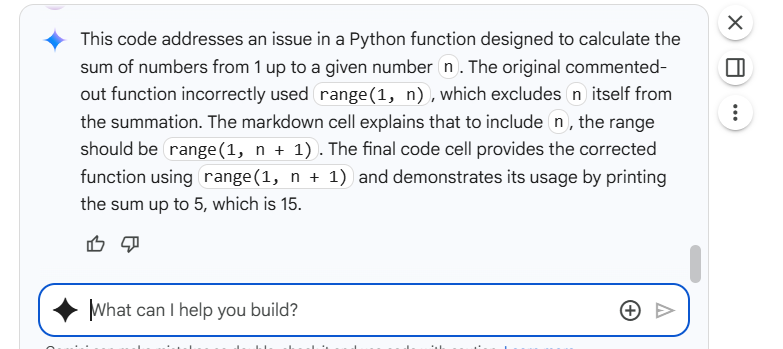 This code addresses an issue in a Python function designed to calculate the
sum of numbers from 1 up to a given number n. The original commented-
out function incorrectly used range(1, n), which excludes n itself from
the summation. The markdown cell explains that to include n, the range
should be range(1, n + 1). The final code cell provides the corrected
function using range(1, n + 1) and demonstrates its usage by printing
the sum up to 5, which is 15.
What can I help you build?